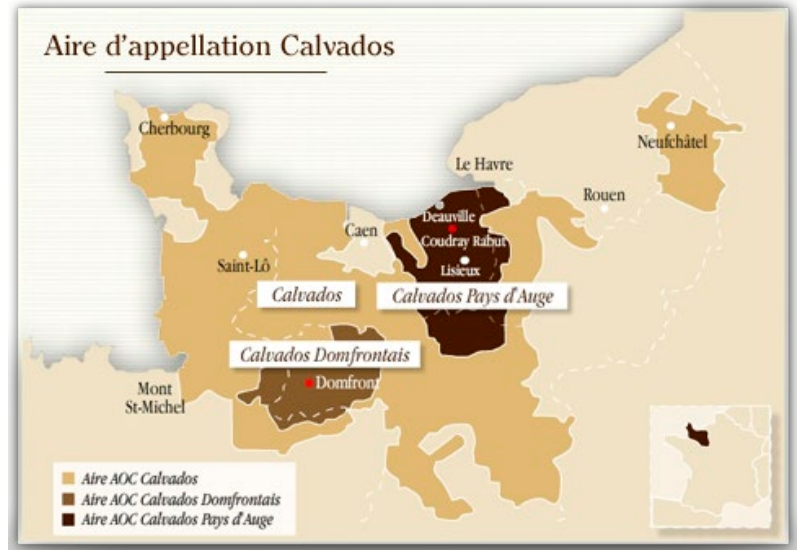 Aire d'appellation Calvados
Cherbourg
Neufchâtel
Le Havre
Rouen
Deauville
Caen
Coudray Rabut
Saint-Lô
Lisieux
Calvados
Calvados Pays d'Auge
Calvados Domfrontais
Domfront
Mont
St-Michel
Aire AOC Calvados
Aire AOC Calvados Domfrontais
Aire AOC Calvados Pays d'Auge